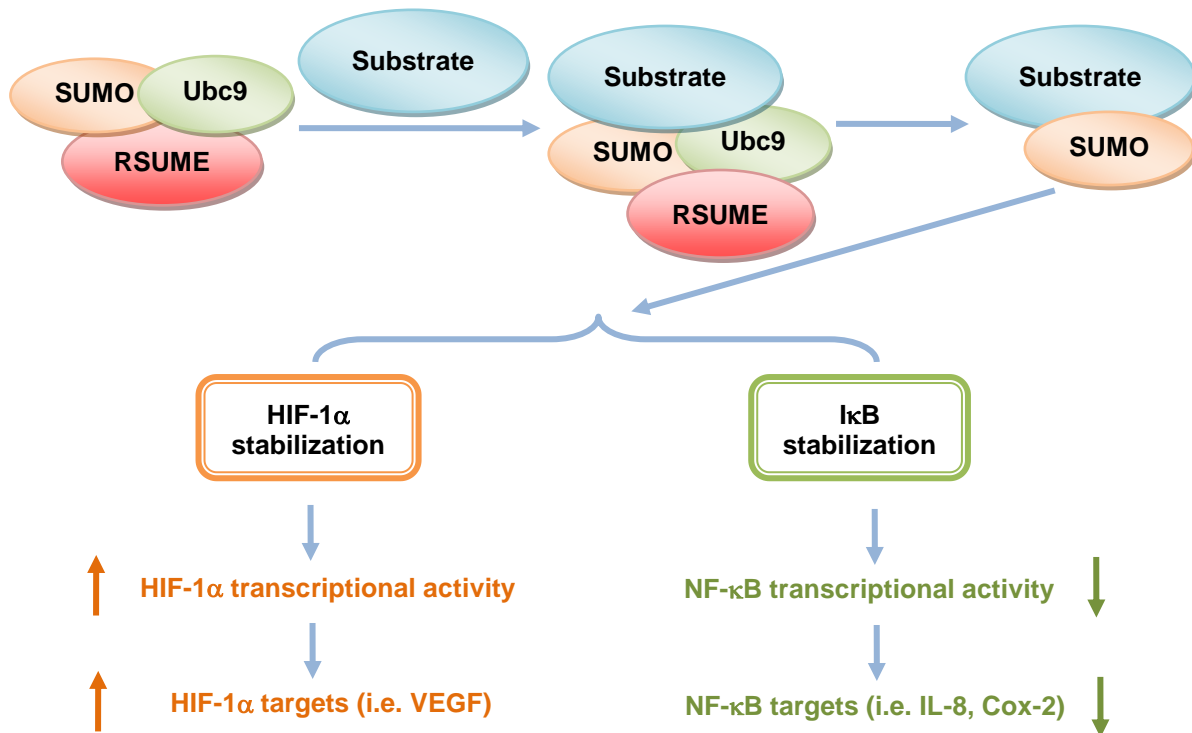 SUMO
Ubc9
RSUME
Substrate
Substrate
SUMO
Ubc9
RSUME
Substrate
SUMO
HIF-1α
stabilization
IκB
stabilization
HIF-1α transcriptional activity
NF-κB transcriptional activity
HIF-1α targets (i.e. VEGF)
NF-κB targets (i.e. IL-8, Cox-2)